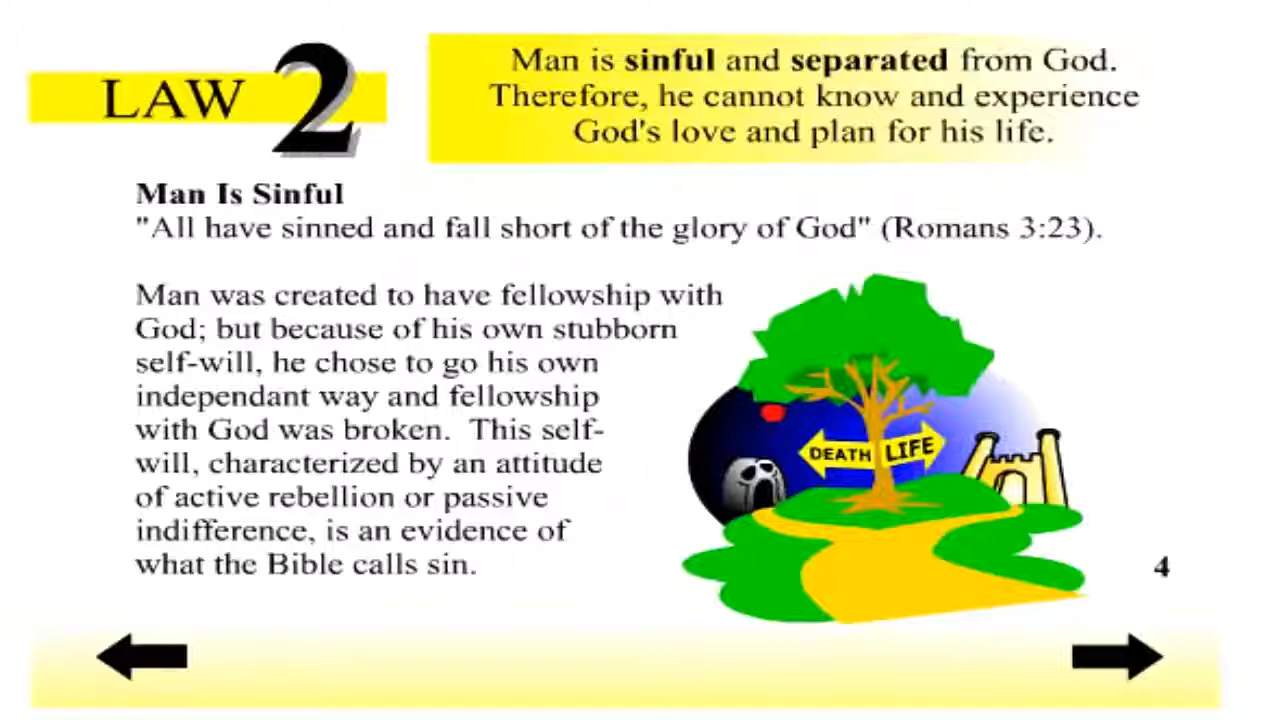 LAW 2
Man is sinful and separated from God.
Therefore, he cannot know and experience
God's love and plan for his life.
Man Is Sinful
"All have sinned and fall short of the glory of God" (Romans 3:23).
Man was created to have fellowship with
God; but because of his own stubborn
self-will, he chose to go his own
independant way and fellowship
with God was broken.  This self-
will, characterized by an attitude
of active rebellion or passive
indifference, is an evidence of
what the Bible calls sin.
DEATH LIFE
4